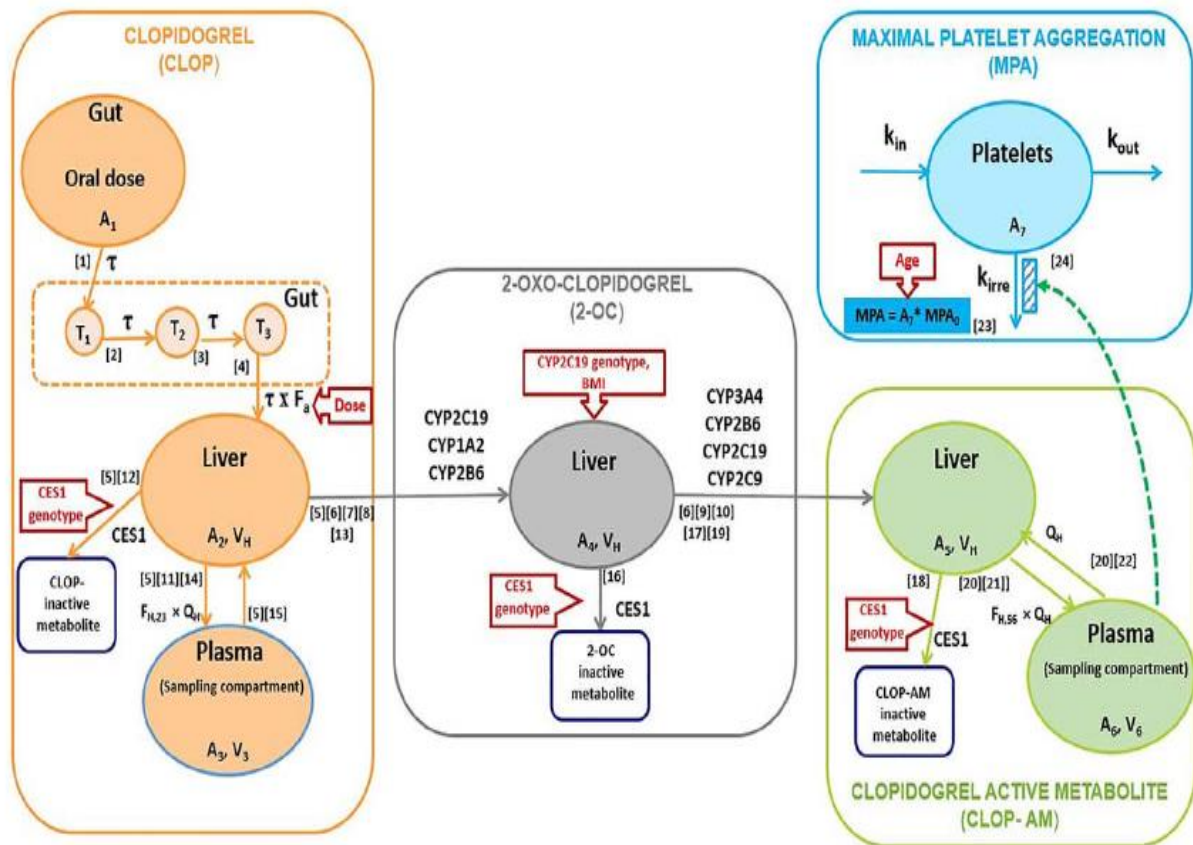 CLOPIDOGREL
(CLOP)
Gut
Oral dose
A1
[1]
τ
Gut
T1
τ
T2
τ
T3
[2]
[3]
[4]
τ x Fa
Dose
Liver
A2, VH
[5][12]
CES1
genotype
CES1
CLOP-
inactive
metabolite
[5][11][14]
FH,23 × QH
[5][15]
Plasma
(Sampling compartment)
A3, V3
[5][6][7][8]
[13]
CYP2C19
CYP1A2
CYP2B6
2-OXO-CLOPIDOGREL
(2-OC)
CYP2C19 genotype,
BMI
Liver
A4, VH
[16]
CES1
genotype
CES1
2-OC
inactive
metabolite
CYP3A4
CYP2B6
CYP2C19
CYP2C9
[6][9][10]
[17][19]
MAXIMAL PLATELET AGGREGATION
(MPA)
kin
Platelets
A7
kout
Age
kirre
[24]
MPA = A7* MPA0
[23]
Liver
A5, VH
QH
[20][22]
[18]
[20][21]]
CES1
genotype
CES1
FH,56 × QH
Plasma
(Sampling compartment)
A6, V6
CLOP-AM
inactive
metabolite
CLOPIDOGREL ACTIVE METABOLITE
(CLOP- AM)